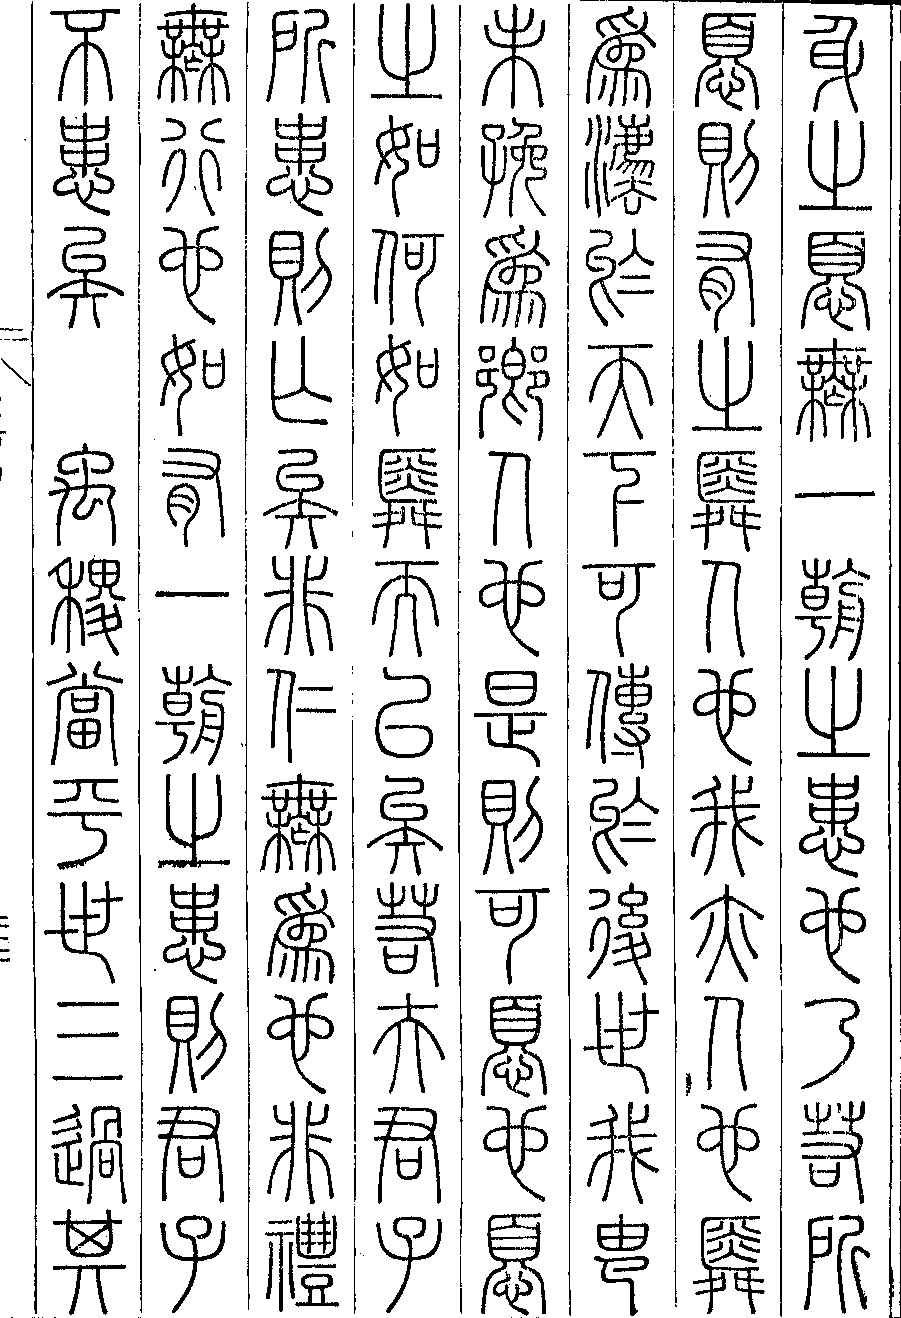 身之憂無一朝之患也乃若所
憂則有之舜人也我亦人也舜
為灋於天下可傳於後世我由
未免為鄉人也是則可憂也憂
之如何如舜而已矣若夫君子
所患則亡矣非仁無為也非禮
無行也如有一朝之患則君子
不患矣　禹稷當平世三過其